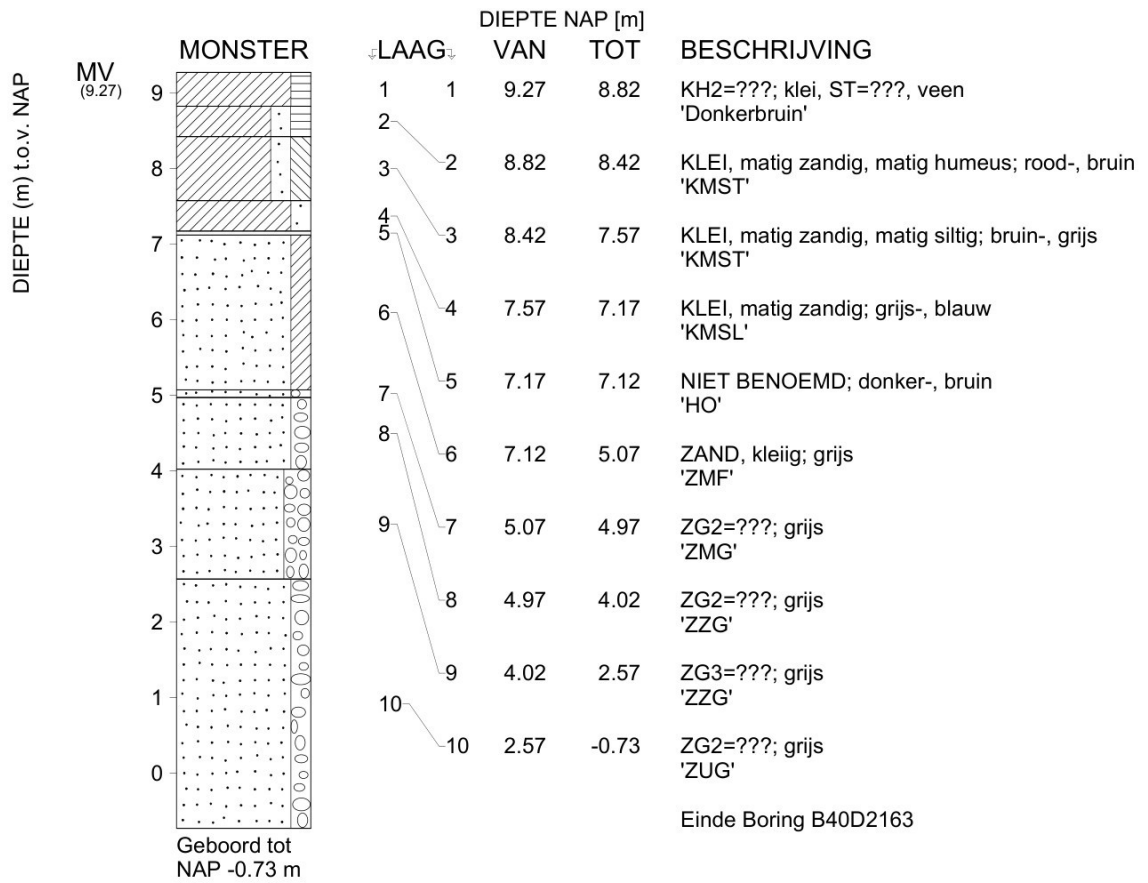 DIEPTE NAP [m]
MONSTER LAAG VAN TOT BESCHRIJVING
DIEPTE (m) t.o.v. NAP
MV
(9.27)
9
8
7
6
5
4
3
2
1
0
1 1 9.27 8.82 KH2=???; klei, ST=???, veen
'Donkerbruin'
2 2 8.82 8.42 KLEI, matig zandig, matig humeus; rood-, bruin
'KMST'
3 3 8.42 7.57 KLEI, matig zandig, matig siltig; bruin-, grijs
'KMST'
4 4 7.57 7.17 KLEI, matig zandig; grijs-, blauw
'KMSL'
5 5 7.17 7.12 NIET BENOEMD; donker-, bruin
'HO'
6 6 7.12 5.07 ZAND, kleiig; grijs
'ZMF'
7 7 5.07 4.97 ZG2=???; grijs
'ZMG'
8 8 4.97 4.02 ZG2=???; grijs
'ZZG'
9 9 4.02 2.57 ZG3=???; grijs
'ZZG'
10 10 2.57 -0.73 ZG2=???; grijs
'ZUG'
Einde Boring B40D2163
Geboord tot
NAP -0.73 m